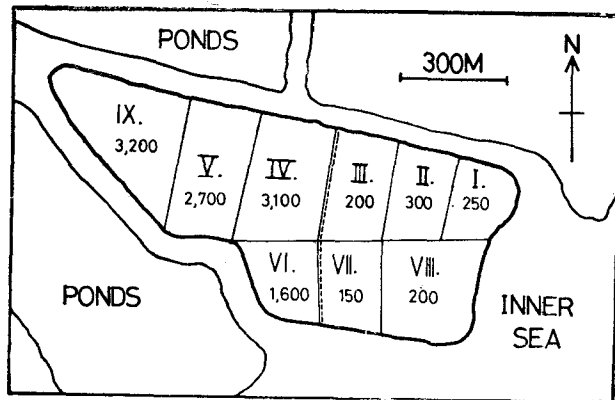 PONDS
N
300M
IX.
3,200
V.
2,700
IV.
3,100
III.
200
II.
300
I.
250
VI.
1,600
VII.
150
VIII.
200
PONDS
INNER
SEA